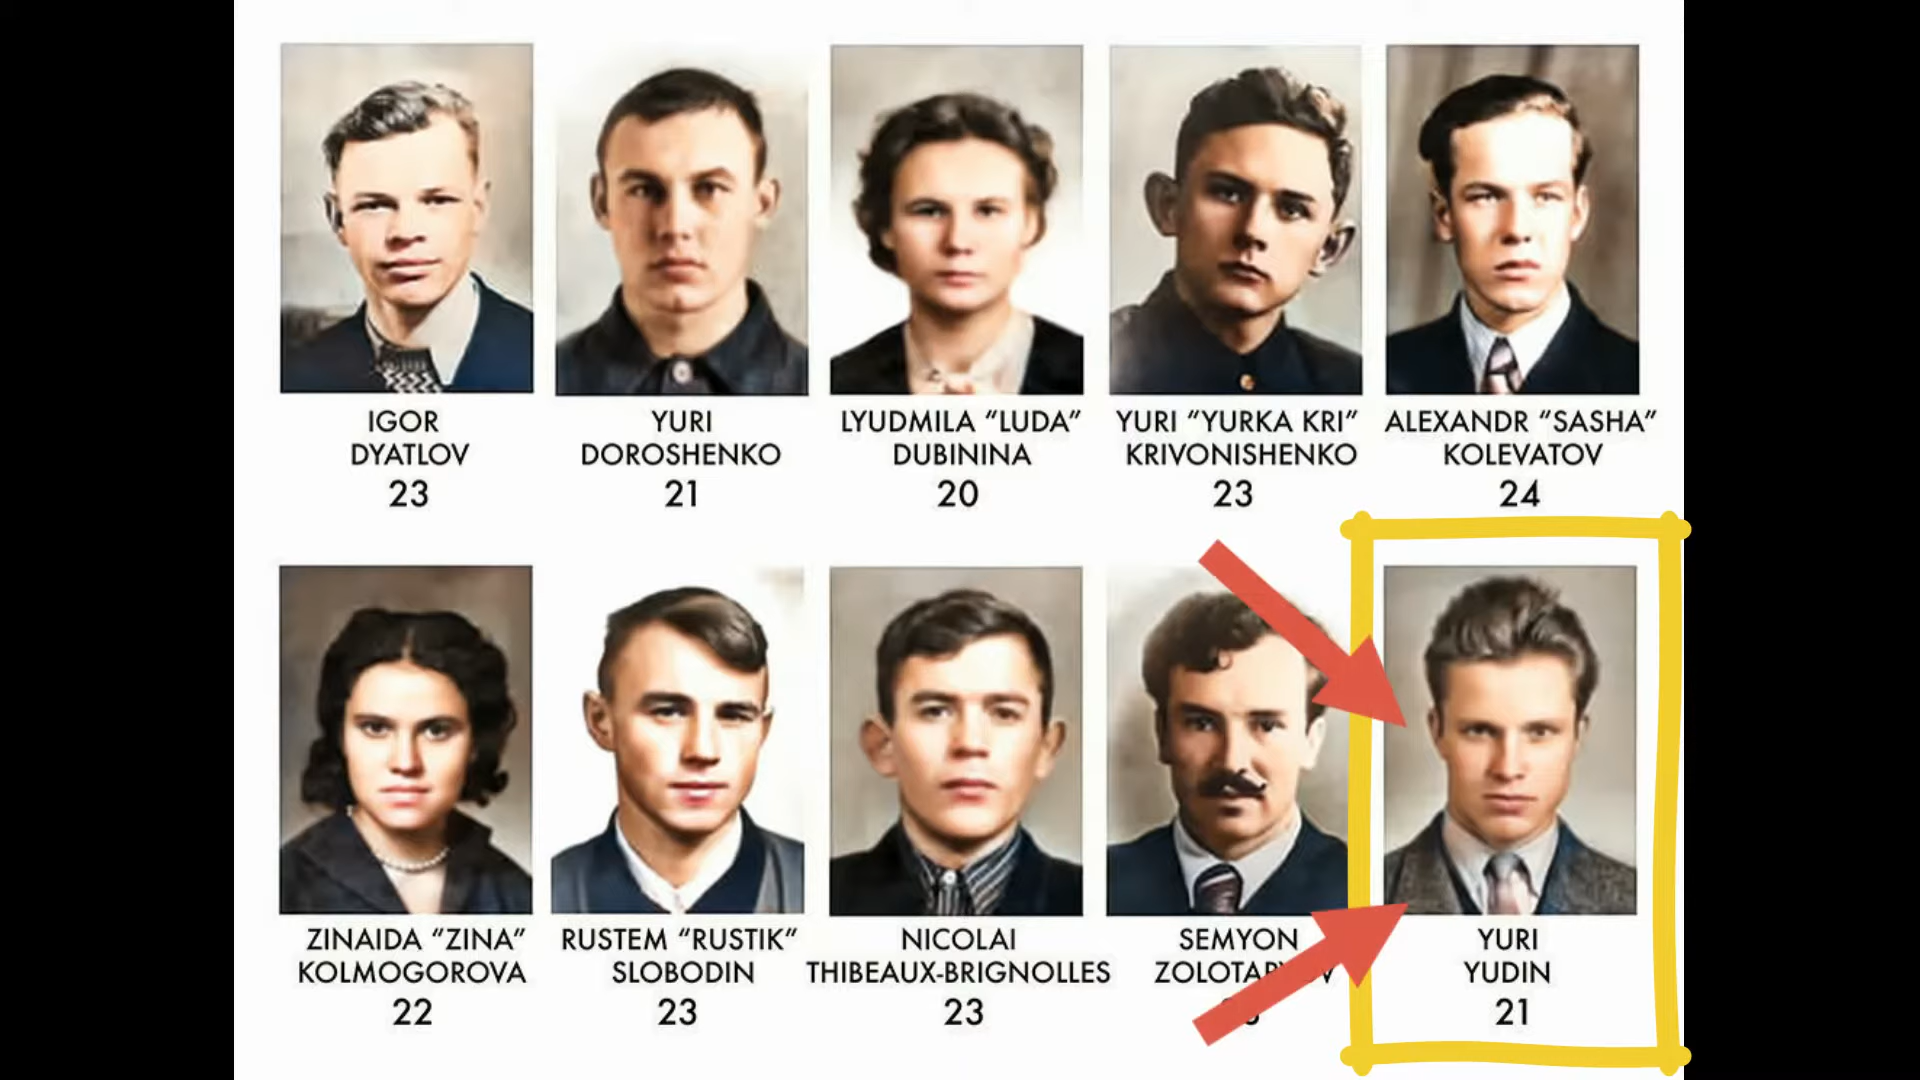 IGOR
DYATLOV
23
YURI
DOROSHENKO
21
LYUDMILA “LUDA”
DUBININA
20
YURI “YURKA KRI”
KRIVONISHENKO
23
ALEXANDR “SASHA”
KOLEVATOV
24
ZINAIDA “ZINA”
KOLMOGOROVA
22
RUSTEM “RUSTIK”
SLOBODIN
23
NICOLAI
THIBEAUX-BRIGNOLLES
23
SEMYON
YURI
YUDIN
21